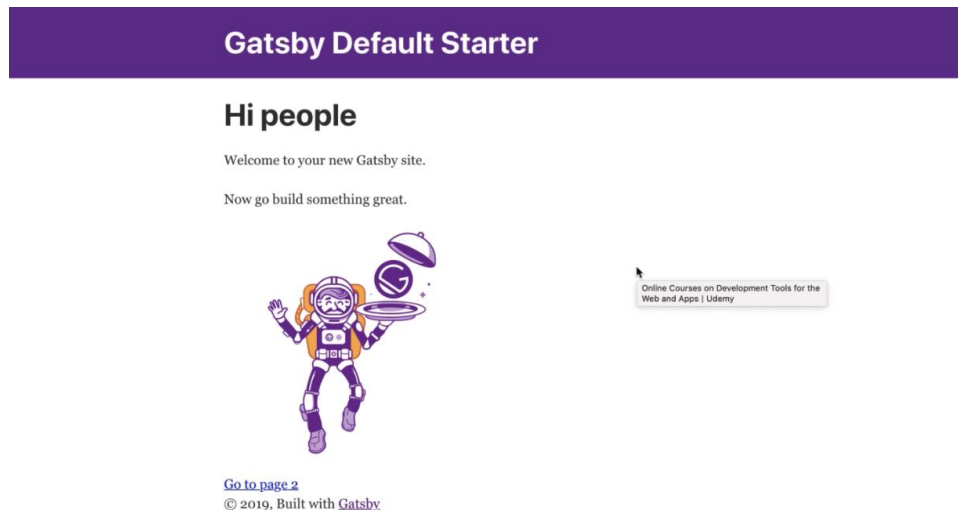 Gatsby Default Starter
Hi people
Welcome to your new Gatsby site.
Now go build something great.
Online Courses on Development Tools for the
Web and Apps | Udemy
Go to page 2
© 2019, Built with Gatsby